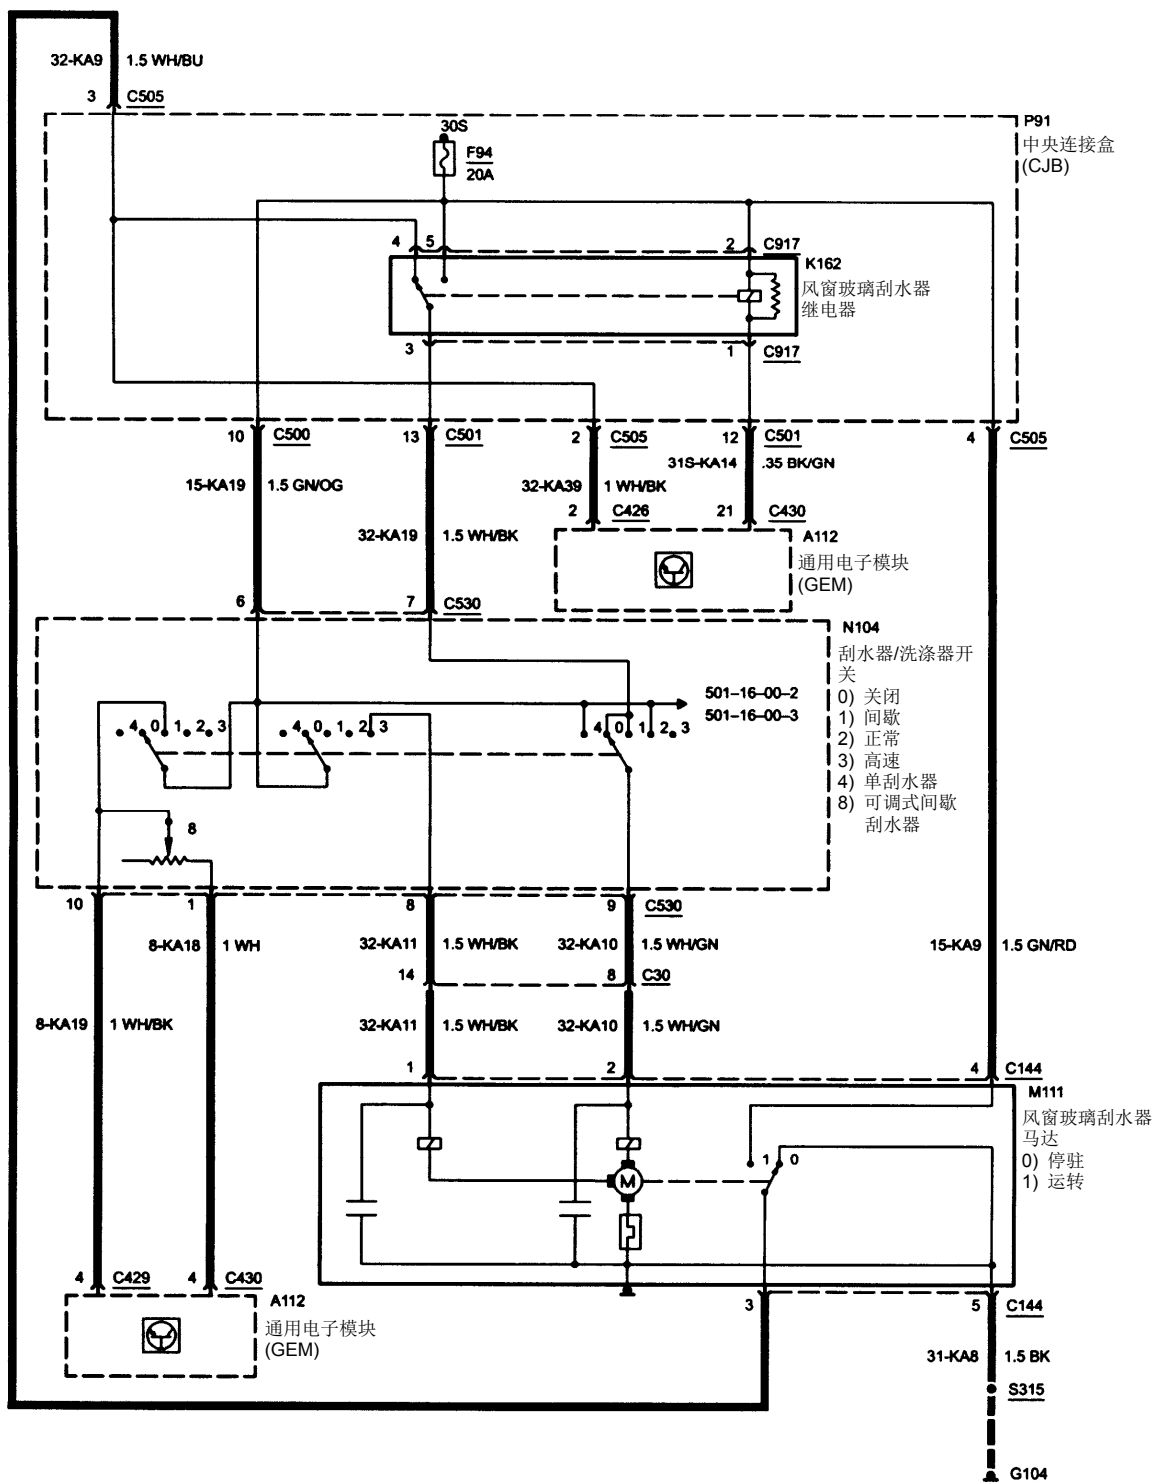 32-KA9 1.5 WH/BU
3 C505
30S
F94
20A
P91
中央连接盒
(CJB)
4 5 2 C917
K162
风窗玻璃刮水器
继电器
3 1 C917
10 C500 13 C501 2 C505 12 C501 4 C505
31S-KA14 .35 BK/GN
15-KA19 1.5 GN/OG 32-KA39 1 WH/BK
2 C426 21 C430
32-KA19 1.5 WH/BK
A112
通用电子模块
(GEM)
6 7 C530
N104
刮水器/洗涤器开
关
0) 关闭
1) 间歇
2) 正常
3) 高速
4) 单刮水器
8) 可调式间歇
刮水器
501-16-00-2
501-16-00-3
4 0 1 2 3 4 0 1 2 3 4 0 1 2 3
8
10 1 8 9 C530
8-KA18 1 WH 32-KA11 1.5 WH/BK 32-KA10 1.5 WH/GN 15-KA9 1.5 GN/RD
14 8 C30
8-KA19 1 WH/BK 32-KA11 1.5 WH/BK 32-KA10 1.5 WH/GN
1 2 4 C144
M111
风窗玻璃刮水器
马达
0) 停驻
1) 运转
1 0
M
4 C429 4 C430
A112
通用电子模块
(GEM)
3 5 C144
31-KA8 1.5 BK
S315
G104